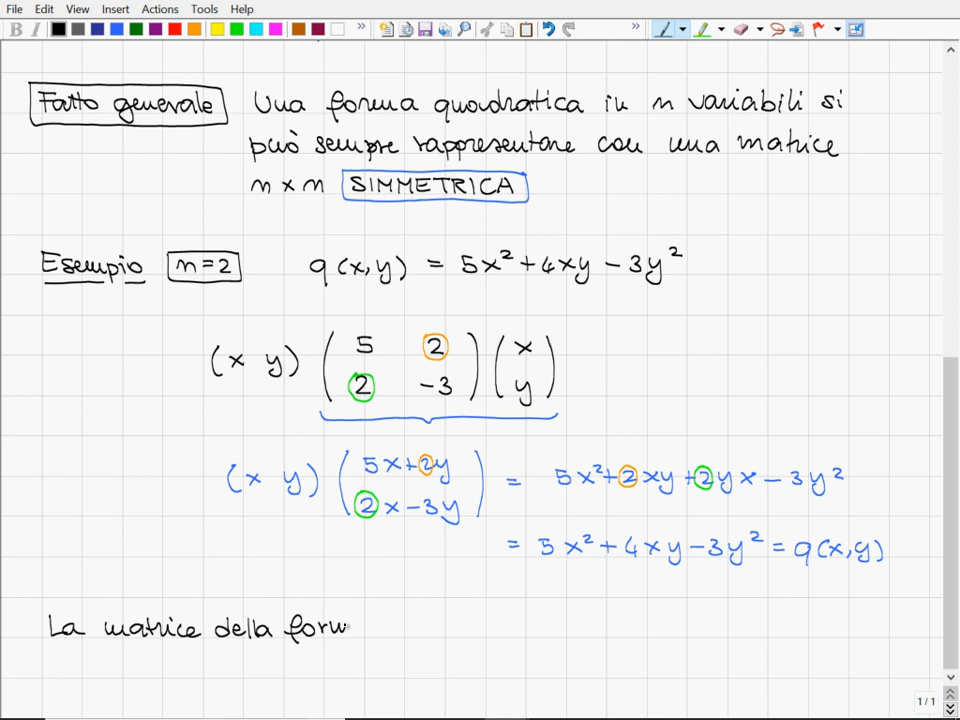 File Edit View Insert Actions Tools Help
B I
Fatto generale Una forma quadratica in n variabili si
può sempre rappresentare con una matrice
n × n SIMMETRICA
Esempio n=2 q(x,y) = 5x² + 4xy - 3y²
(x y) ( 5 2 ) ( x )
( 2 -3 ) ( y )
(x y) ( 5x+2y ) = 5x²+2xy+2yx-3y²
( 2x-3y )
= 5x²+4xy-3y² = q(x,y)
La matrice della form
1/1